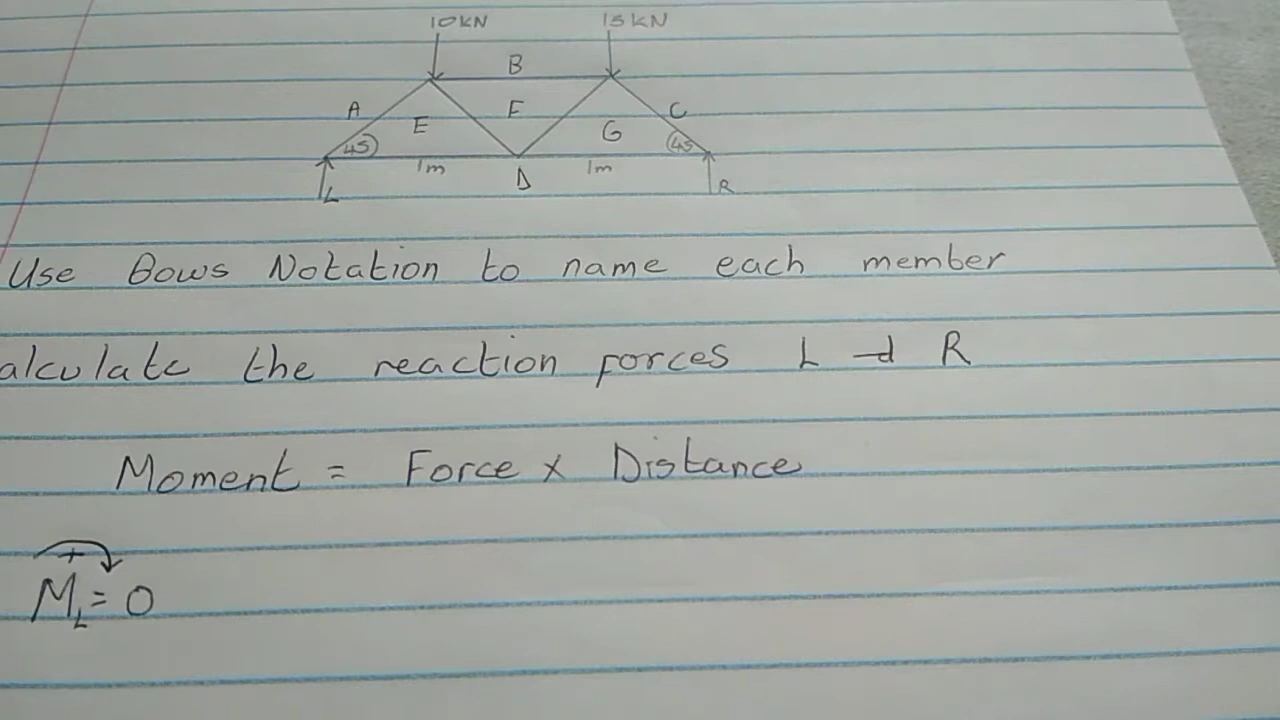 10KN 15KN
B
A F C
E G
45 45
1m 1m
D
L R
Use Bows Notation to name each member
alculate the reaction forces L d R
Moment = Force x Distance
+
M_L = 0